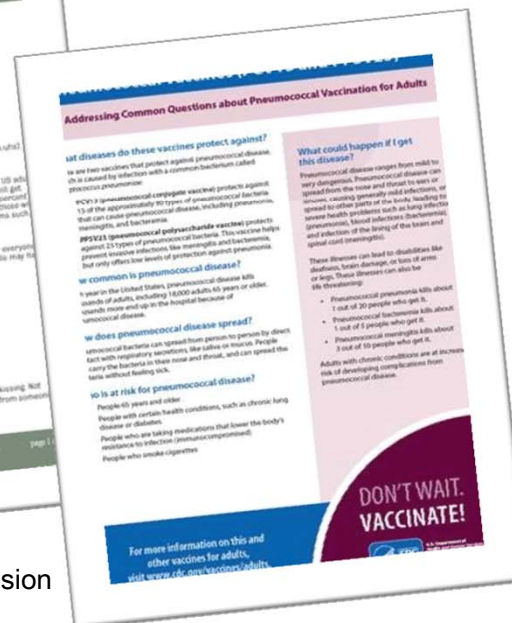 Addressing Common Questions about Pneumococcal Vaccination for Adults
at diseases do these vaccines protect against?
are two vaccines that protect against pneumococcal disease,
ch is caused by infection with a common bacterium called
pneumoniae:
PCV13 (pneumococcal conjugate vaccine) protects against
13 of the approximately 90 types of pneumococcal bacteria
that can cause pneumococcal disease, including pneumonia,
meningitis, and bacteremia.
PPSV23 (pneumococcal polysaccharide vaccine) protects
against 23 types of pneumococcal bacteria. This vaccine helps
prevent invasive infections like meningitis and bacteremia,
but only offers low levels of protection against pneumonia.
w common is pneumococcal disease?
year in the United States, pneumococcal disease kills
usands of adults, including 18,000 adults 65 years or older.
usands more end up in the hospital because of
umococcal disease.
w does pneumococcal disease spread?
umococcal bacteria can spread from person to person by direct
tact with respiratory secretions, like saliva or mucus. People
carry the bacteria in their nose and throat, and can spread the
teria without feeling sick.
o is at risk for pneumococcal disease?
People 65 years and older
People with certain health conditions, such as chronic lung
disease or diabetes
People who are taking medications that lower the body's
resistance to infection (immunocompromised)
People who smoke cigarettes
What could happen if I get
this disease?
Pneumococcal disease ranges from mild to
very dangerous. Pneumococcal disease can
spread from the nose and throat to ears or
sinuses, causing generally mild infections, or
spread to other parts of the body, leading to
severe health problems such as lung infection
(pneumonia), blood infections (bacteremia),
and infection of the lining of the brain and
spinal cord (meningitis).
These illnesses can lead to disabilities like
deafness, brain damage, or loss of arms
or legs. These illnesses can also be
life threatening:
• Pneumococcal pneumonia kills about
1 out of 20 people who get it.
• Pneumococcal bacteremia kills about
1 out of 5 people who get it.
• Pneumococcal meningitis kills about
3 out of 10 people who get it.
Adults with chronic conditions are at increase
risk of developing complications from
pneumococcal disease.
DON'T WAIT.
VACCINATE!
For more information on this and
other vaccines for adults,
visit www.cdc.gov/vaccines/adults
kissing. Not
from someone
page 1
sion